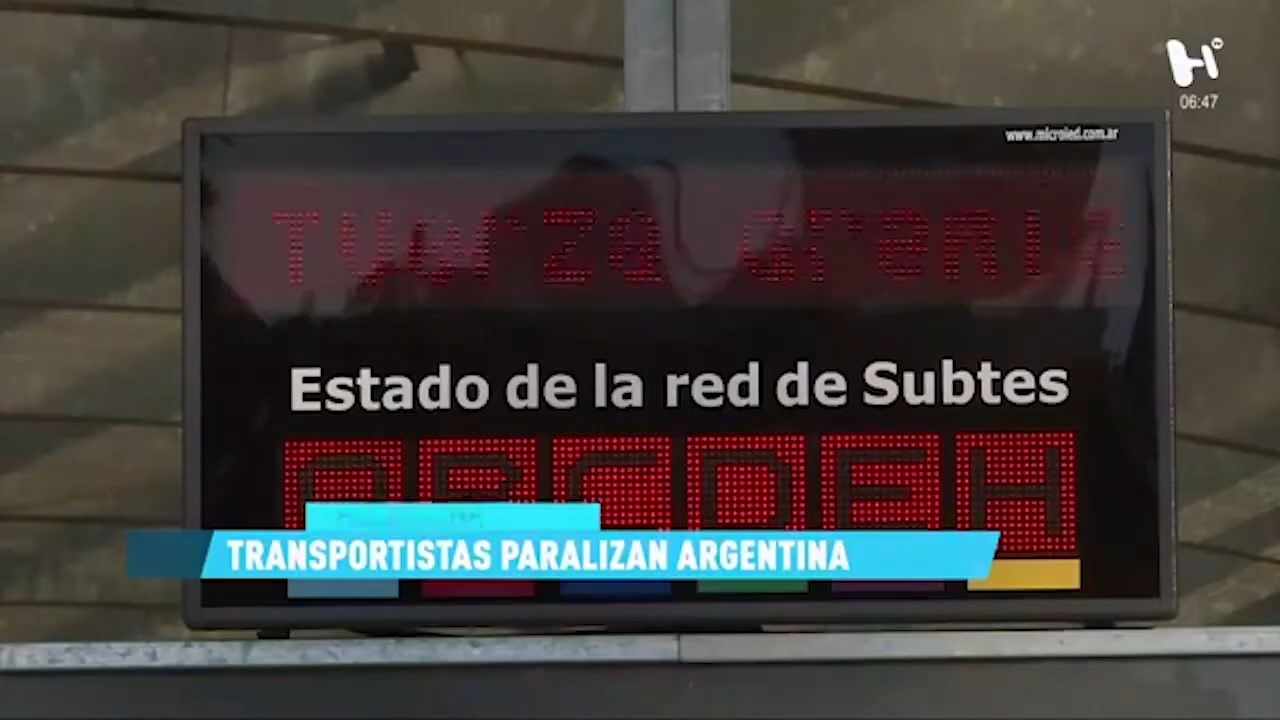 H
06:47
www.microled.com.ar
Estado de la red de Subtes
A B C D E H
TRANSPORTISTAS PARALIZAN ARGENTINA